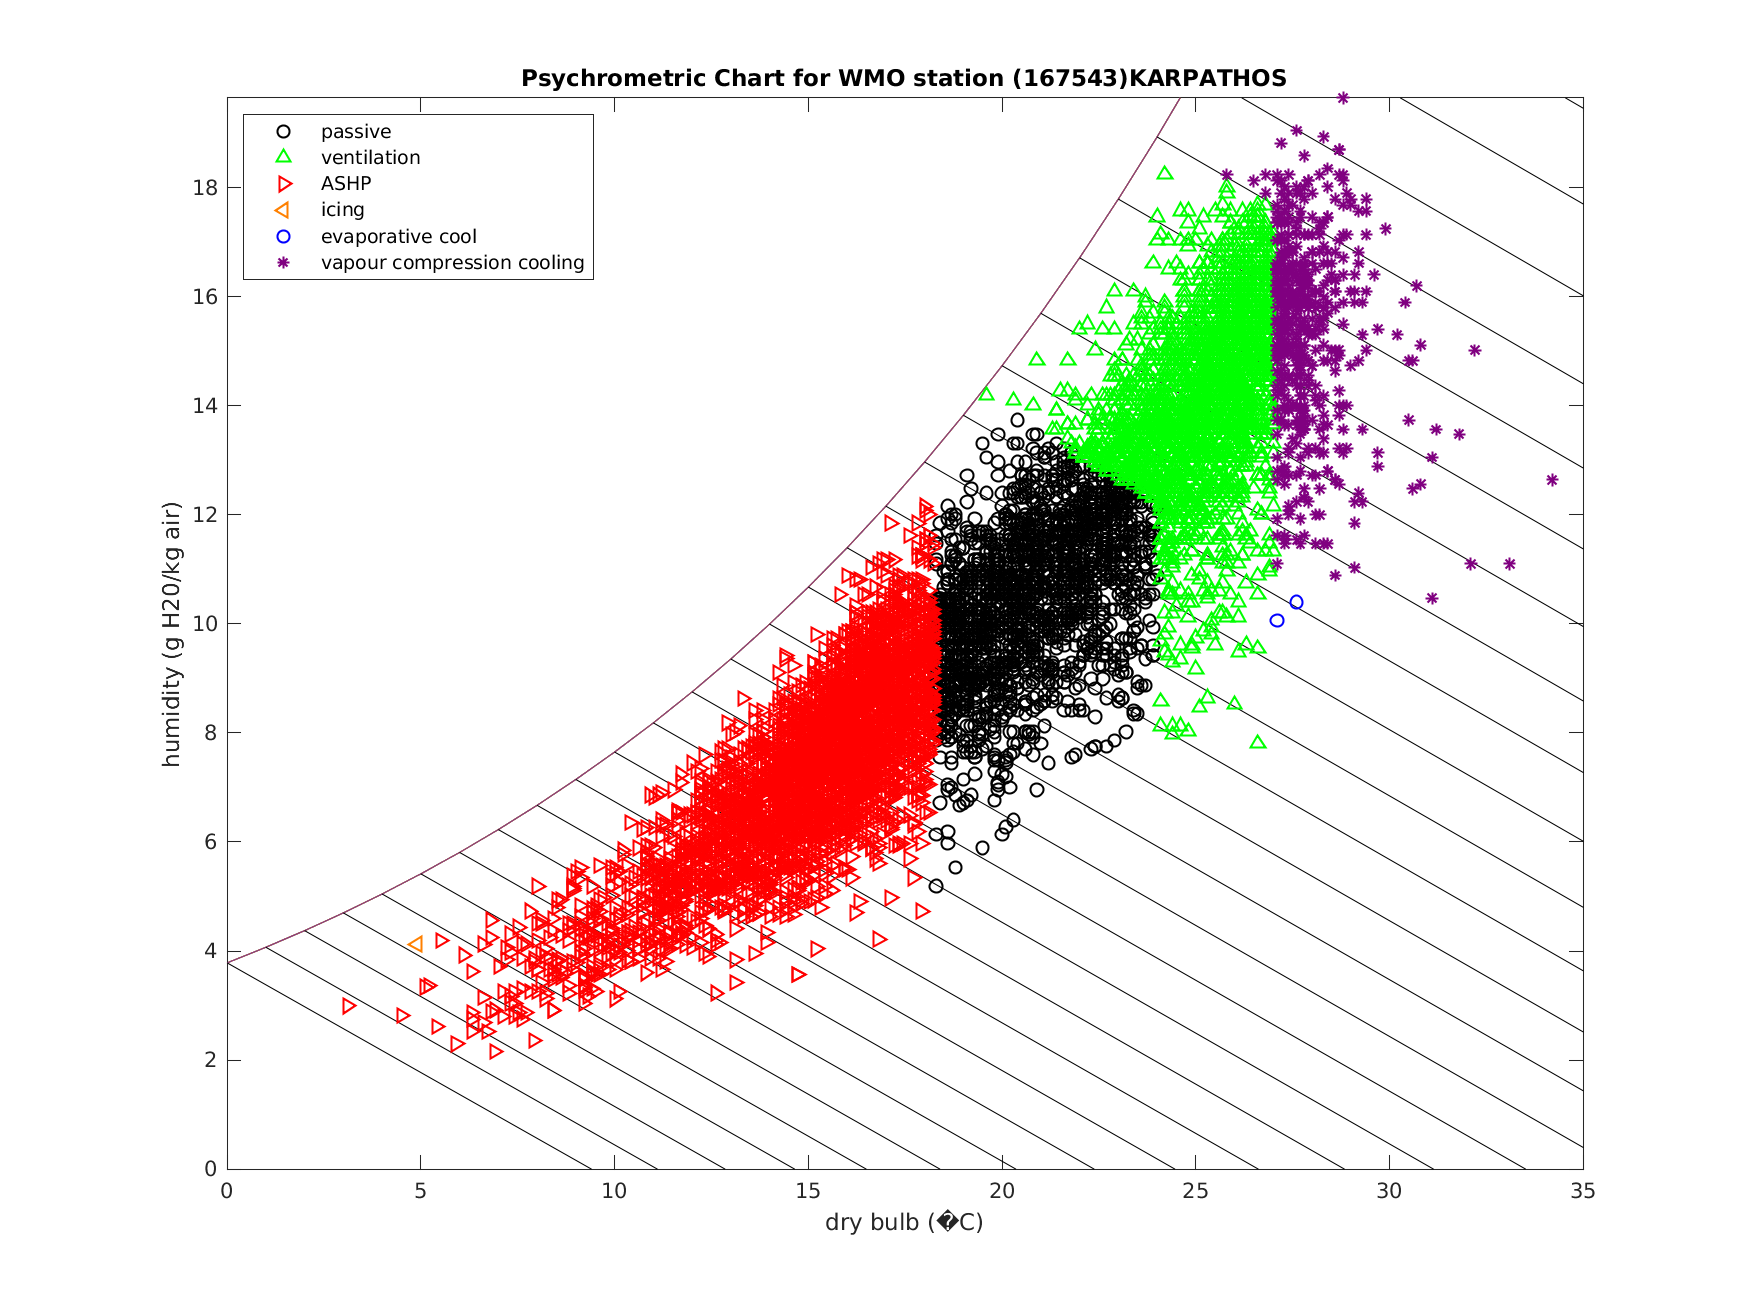 Psychrometric Chart for WMO station (167543)KARPATHOS
passive
ventilation
ASHP
icing
evaporative cool
vapour compression cooling
humidity (g H20/kg air)
18
16
14
12
10
8
6
4
2
0
0 5 10 15 20 25 30 35
dry bulb (�C)